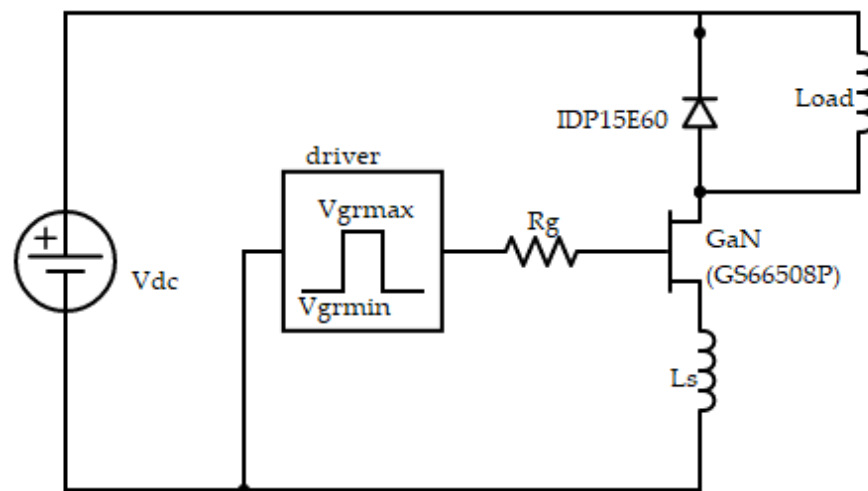 Load
IDP15E60
driver
Vgrmax
Rg
GaN
(GS66508P)
+
Vdc
Vgrmin
Ls